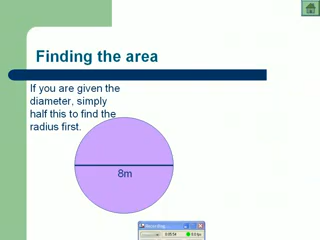 Finding the area
If you are given the
diameter, simply
half this to find the
radius first.
8m